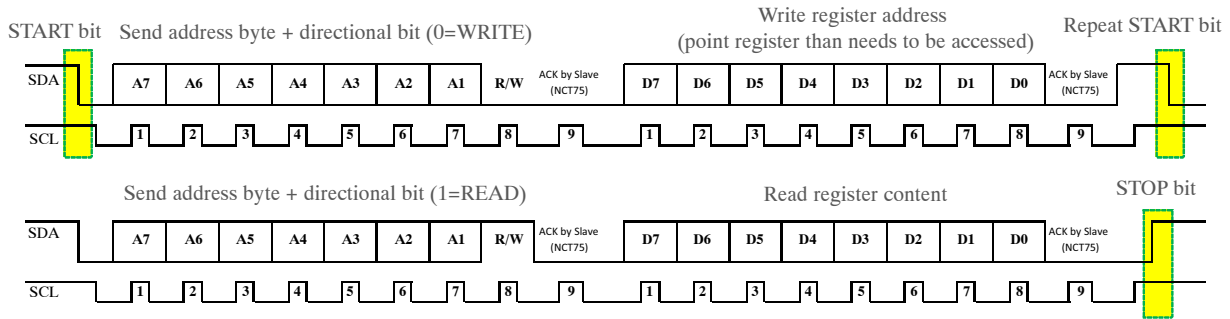 START bit
Send address byte + directional bit (0=WRITE)
Write register address
(point register than needs to be accessed)
Repeat START bit
SDA A7 A6 A5 A4 A3 A2 A1 R/W ACK by Slave (NCT75) D7 D6 D5 D4 D3 D2 D1 D0 ACK by Slave (NCT75)
SCL 1 2 3 4 5 6 7 8 9 1 2 3 4 5 6 7 8 9
Send address byte + directional bit (1=READ)
Read register content
STOP bit
SDA A7 A6 A5 A4 A3 A2 A1 R/W ACK by Slave (NCT75) D7 D6 D5 D4 D3 D2 D1 D0 ACK by Slave (NCT75)
SCL 1 2 3 4 5 6 7 8 9 1 2 3 4 5 6 7 8 9